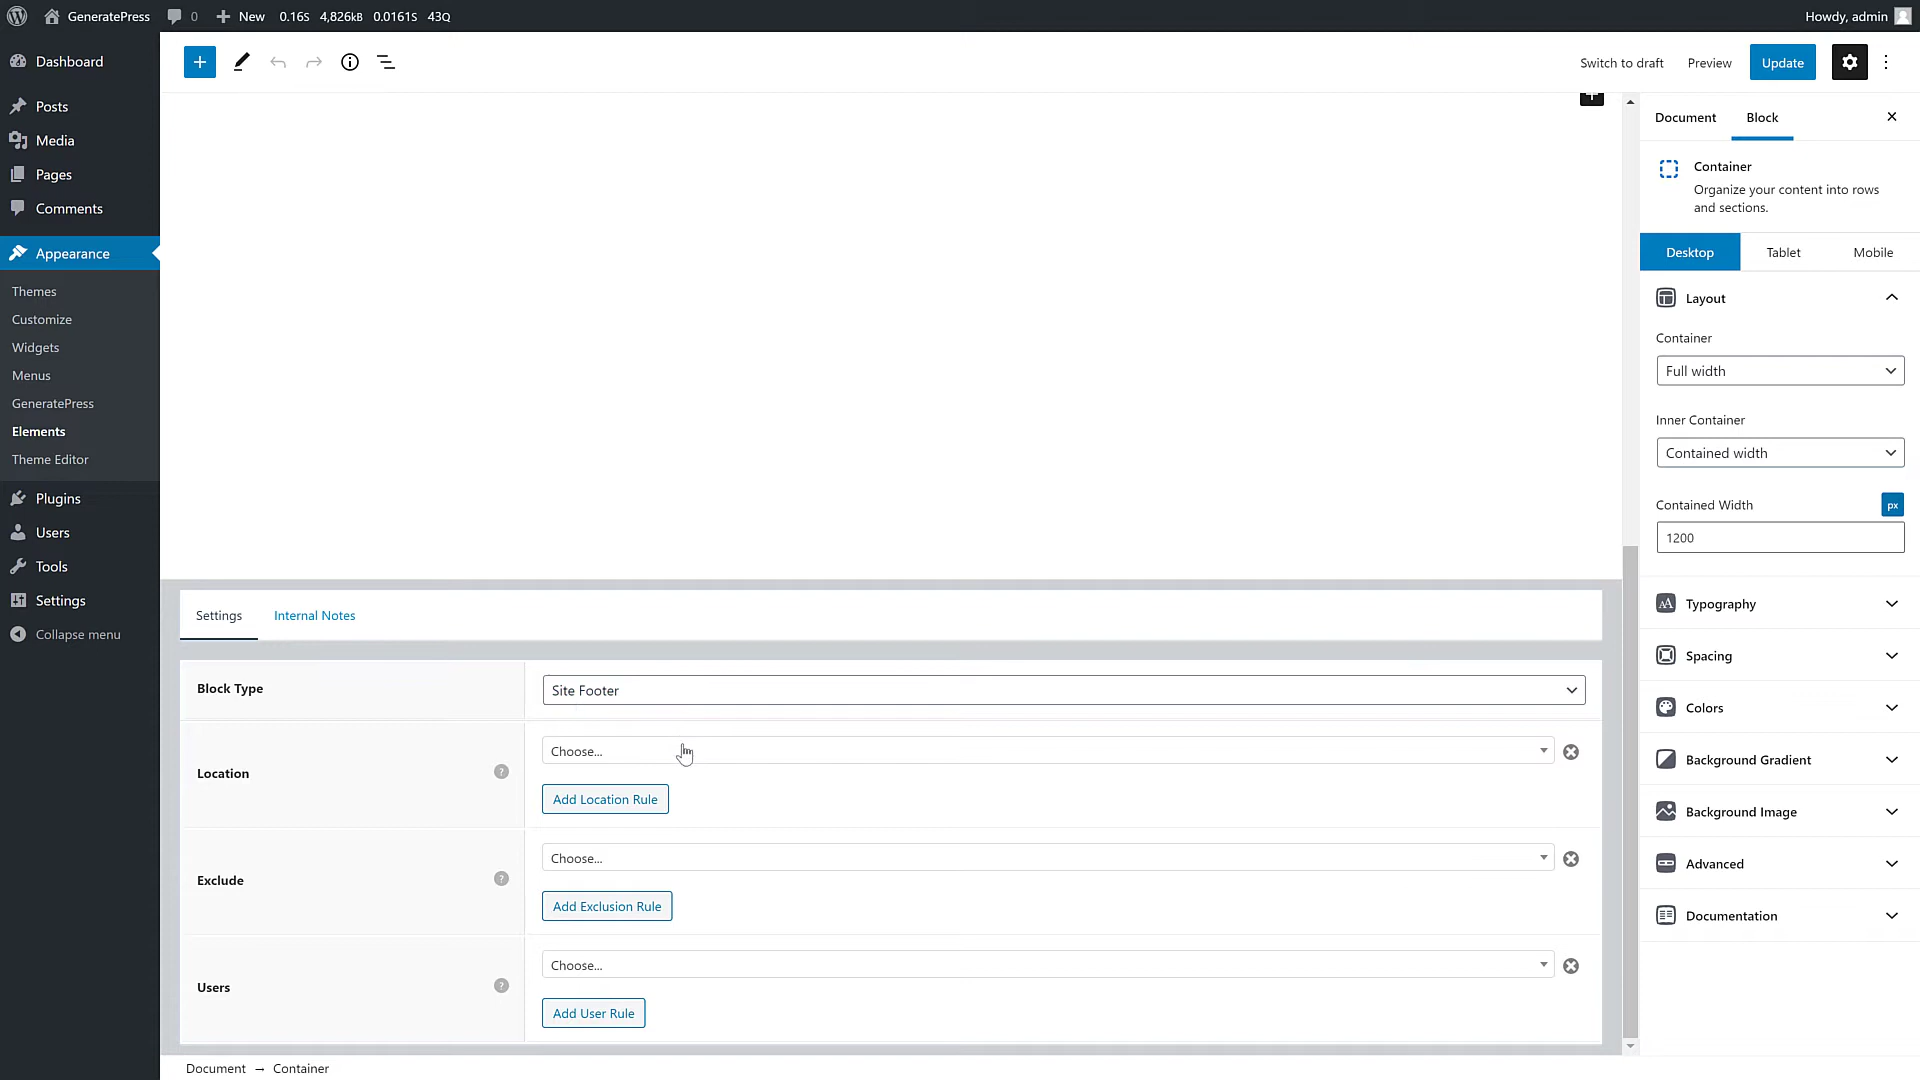 GeneratePress 0 New 0.16S 4,826kB 0.0161S 43Q Howdy, admin
Dashboard
Posts
Media
Pages
Comments
Appearance
Themes
Customize
Widgets
Menus
GeneratePress
Elements
Theme Editor
Plugins
Users
Tools
Settings
Collapse menu
Switch to draft Preview Update
Settings Internal Notes
Block Type Site Footer
Location ? Choose...
Add Location Rule
Exclude ? Choose...
Add Exclusion Rule
Users ? Choose...
Add User Rule
Document → Container
Document Block
Container
Organize your content into rows
and sections.
Desktop Tablet Mobile
Layout
Container
Full width
Inner Container
Contained width
Contained Width px
1200
Typography
Spacing
Colors
Background Gradient
Background Image
Advanced
Documentation